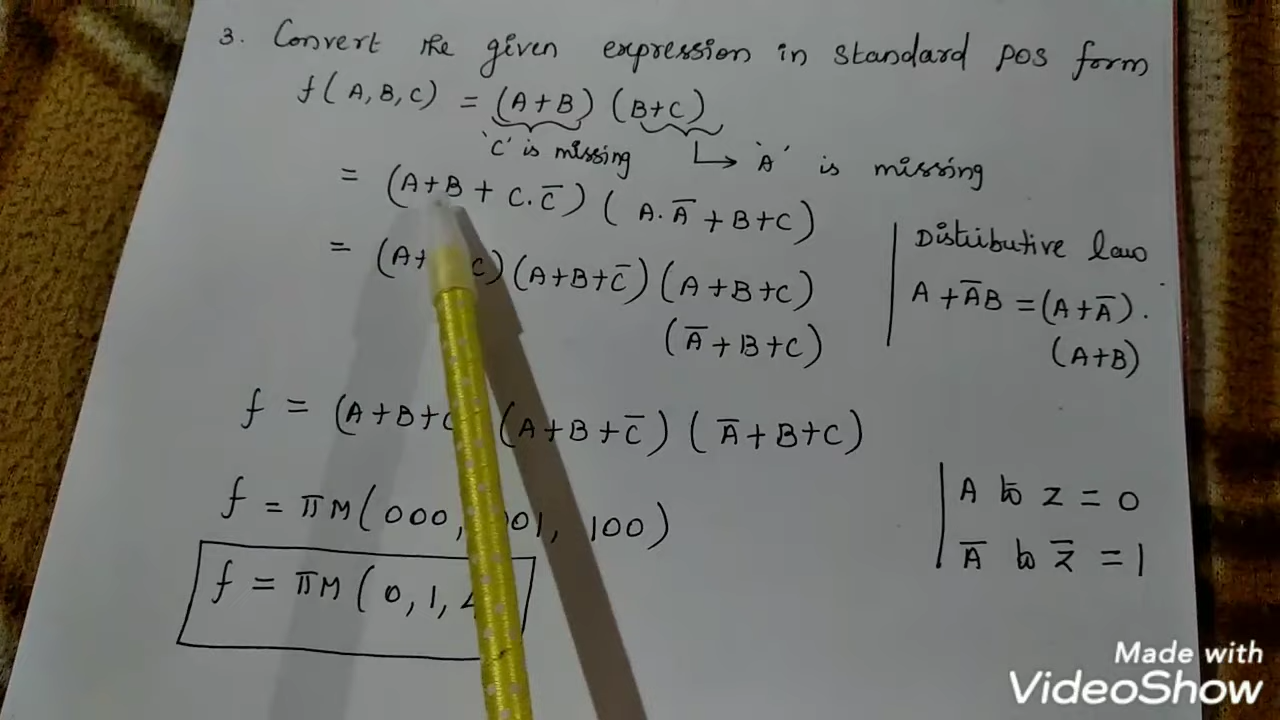 3. Convert the given expression in standard POS form
f(A,B,C) = (A+B) (B+C)
'C' is missing → 'A' is missing
= (A+B + C.C̅) ( A.A̅ + B+C)
= (A+ C) (A+B+C̅) (A+B+C)
(A̅+B+C)
| Distributive law
A+A̅B = (A+A̅).
(A+B)
f = (A+B+C (A+B+C̅) (A̅+B+C)
f = πM(000, 01, 100)
f = πM ( 0, 1,
A to Z = 0
A̅ to Z̅ = 1
Made with
VideoShow